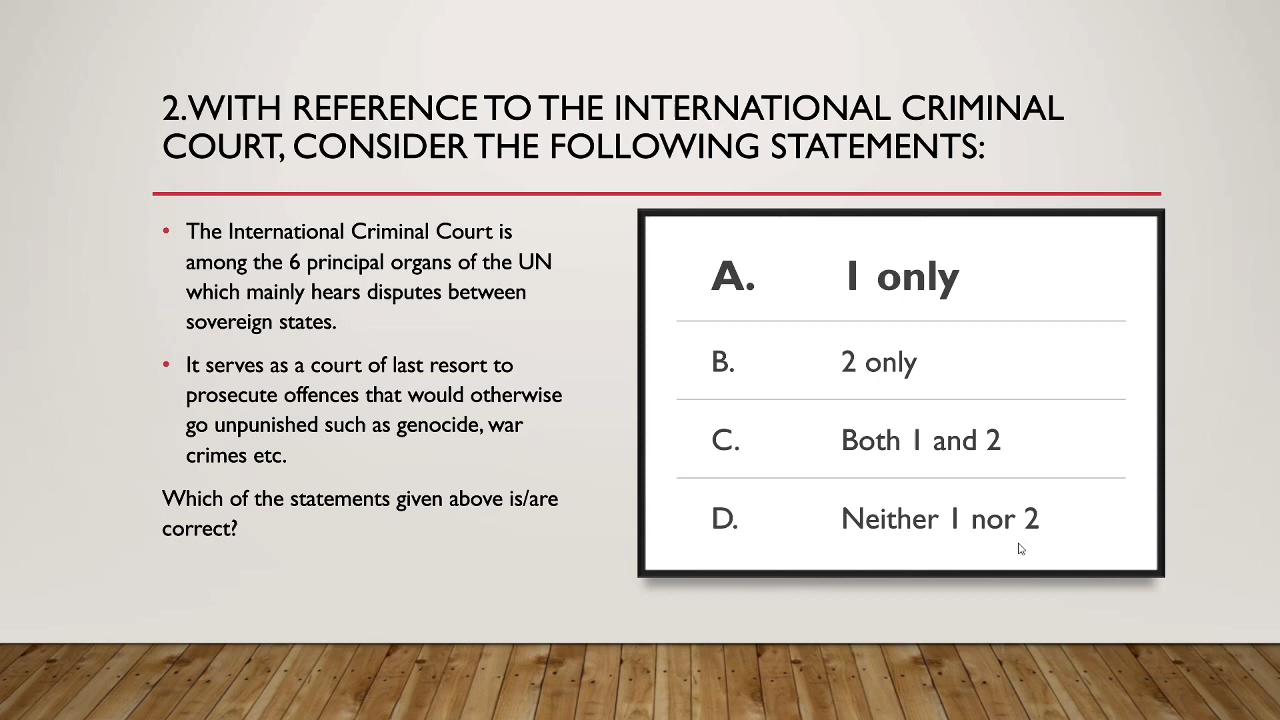 2.WITH REFERENCE TO THE INTERNATIONAL CRIMINAL
COURT, CONSIDER THE FOLLOWING STATEMENTS:
• The International Criminal Court is
among the 6 principal organs of the UN
which mainly hears disputes between
sovereign states.
• It serves as a court of last resort to
prosecute offences that would otherwise
go unpunished such as genocide, war
crimes etc.
Which of the statements given above is/are
correct?
A. 1 only
B. 2 only
C. Both 1 and 2
D. Neither 1 nor 2